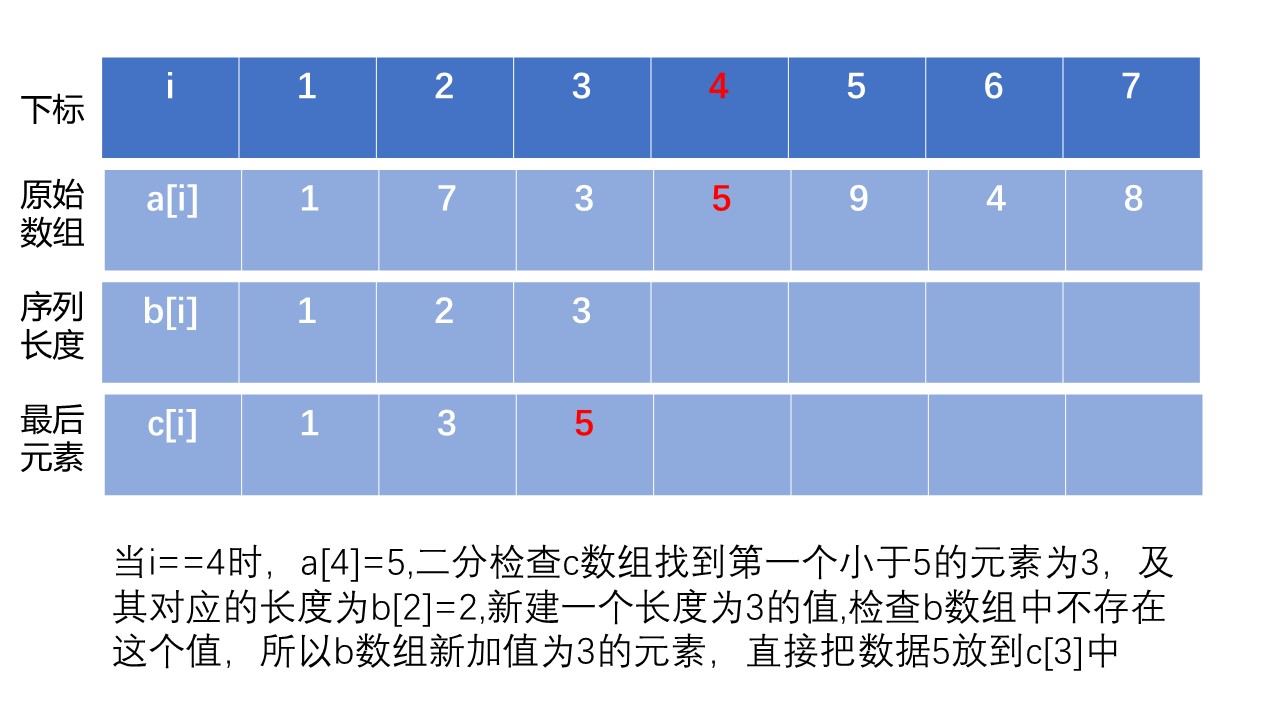 下标 i 1 2 3 4 5 6 7
原始
数组 a[i] 1 7 3 5 9 4 8
序列
长度 b[i] 1 2 3
最后
元素 c[i] 1 3 5
当i==4时，a[4]=5,二分检查c数组找到第一个小于5的元素为3，及
其对应的长度为b[2]=2,新建一个长度为3的值,检查b数组中不存在
这个值，所以b数组新加值为3的元素，直接把数据5放到c[3]中